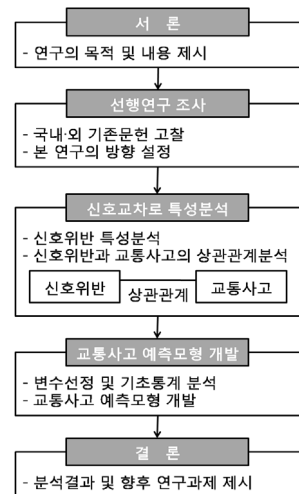 서 론
- 연구의 목적 및 내용 제시
선행연구 조사
- 국내·외 기존문헌 고찰
- 본 연구의 방향 설정
신호교차로 특성분석
- 신호위반 특성분석
- 신호위반과 교통사고의 상관관계분석
신호위반 상관관계 교통사고
교통사고 예측모형 개발
- 변수선정 및 기초통계 분석
- 교통사고 예측모형 개발
결 론
- 분석결과 및 향후 연구과제 제시